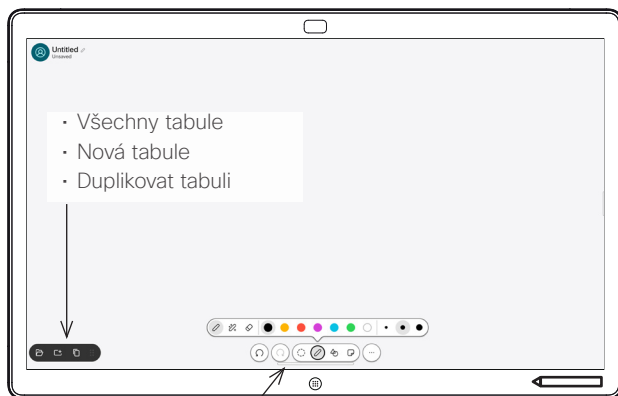 Untitled
Unsaved
· Všechny tabule
· Nová tabule
· Duplikovat tabuli